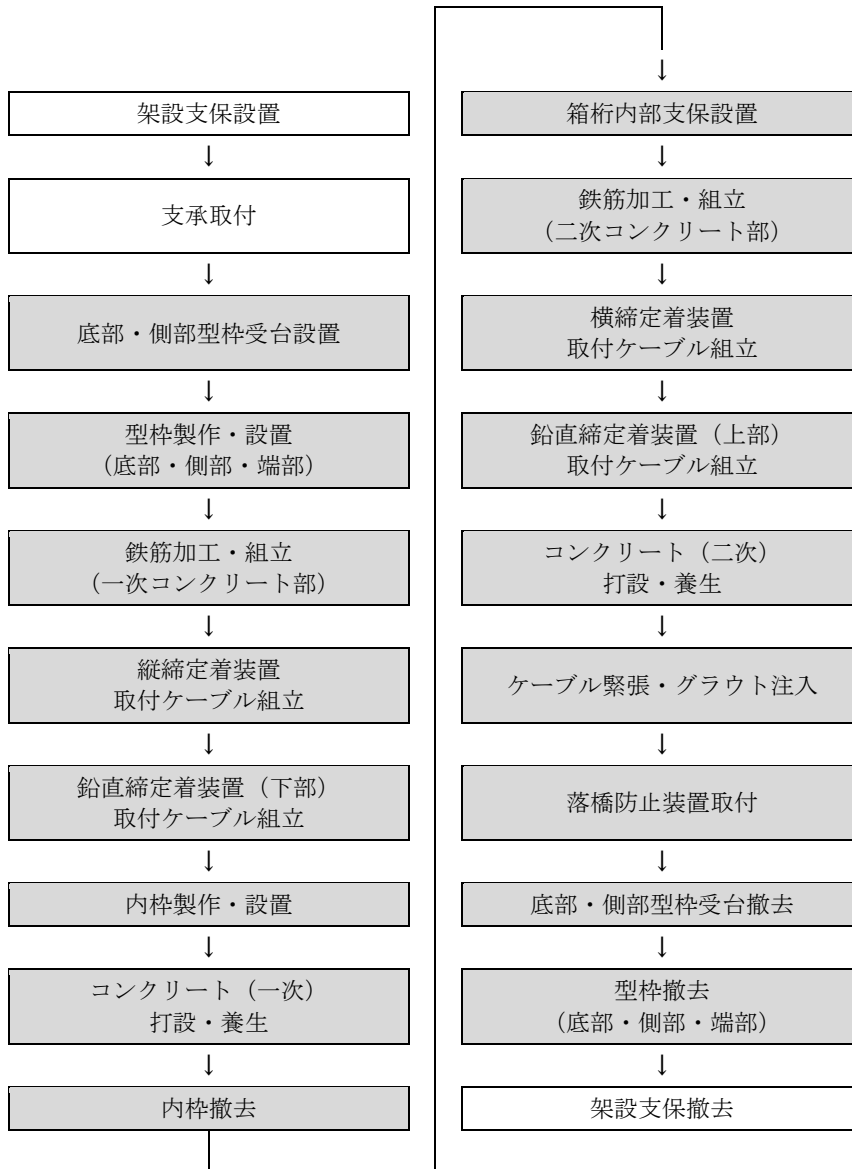 架設支保設置
↓
支承取付
↓
底部・側部型枠受台設置
↓
型枠製作・設置
（底部・側部・端部）
↓
鉄筋加工・組立
（一次コンクリート部）
↓
縦締定着装置
取付ケーブル組立
↓
鉛直締定着装置（下部）
取付ケーブル組立
↓
内枠製作・設置
↓
コンクリート（一次）
打設・養生
↓
内枠撤去
↓
箱桁内部支保設置
↓
鉄筋加工・組立
（二次コンクリート部）
↓
横締定着装置
取付ケーブル組立
↓
鉛直締定着装置（上部）
取付ケーブル組立
↓
コンクリート（二次）
打設・養生
↓
ケーブル緊張・グラウト注入
↓
落橋防止装置取付
↓
底部・側部型枠受台撤去
↓
型枠撤去
（底部・側部・端部）
↓
架設支保撤去